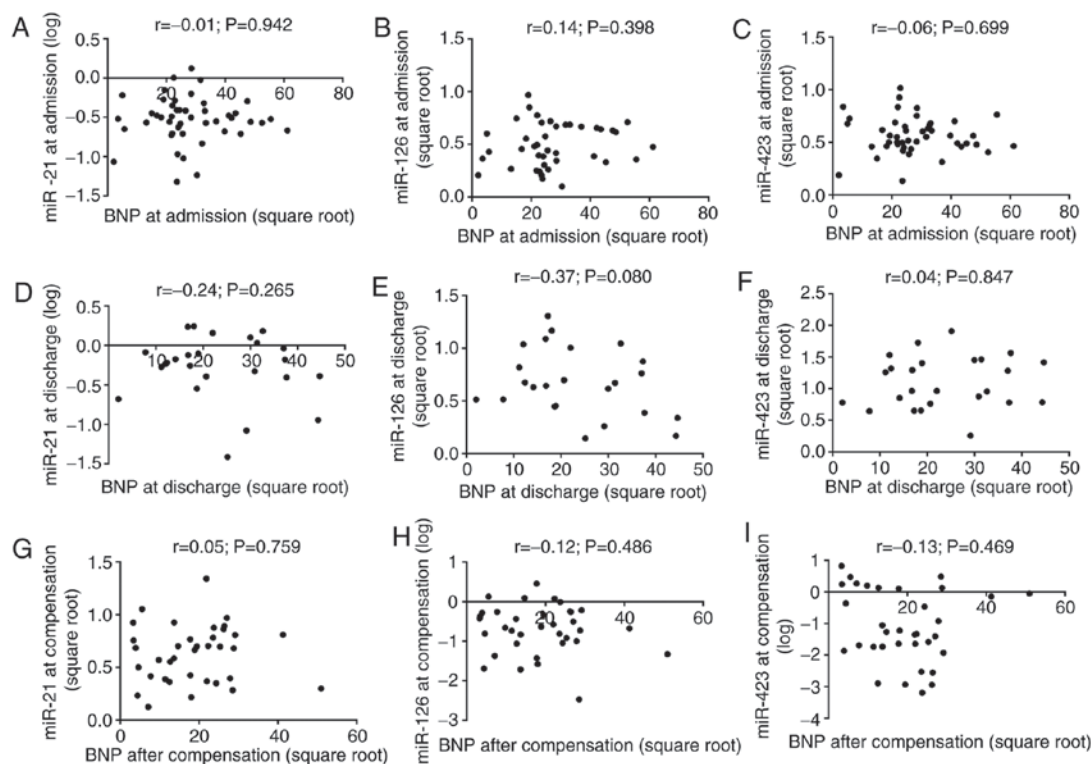 A
r=−0.01; P=0.942
miR -21 at admission (log)
0.5
0.0
−0.5
−1.0
−1.5
20
40
60
80
BNP at admission (square root)
B
r=0.14; P=0.398
miR-126 at admission
(square root)
1.5
1.0
0.5
0.0
0
20
40
60
80
BNP at admission (square root)
C
r=−0.06; P=0.699
miR-423 at admission
(square root)
1.5
1.0
0.5
0.0
0
20
40
60
80
BNP at admission (square root)
D
r=−0.24; P=0.265
miR-21 at discharge (log)
0.5
0.0
−0.5
−1.0
−1.5
10
20
30
40
50
BNP at discharge (square root)
E
r=−0.37; P=0.080
miR-126 at discharge
(square root)
1.5
1.0
0.5
0.0
0
10
20
30
40
50
BNP at discharge (square root)
F
r=0.04; P=0.847
miR-423 at discharge
(square root)
2.5
2.0
1.5
1.0
0.5
0.0
0
10
20
30
40
50
BNP at discharge (square root)
G
r=0.05; P=0.759
miR-21 at compensation
(square root)
1.5
1.0
0.5
0.0
0
20
40
60
BNP after compensation (square root)
H
r=−0.12; P=0.486
miR-126 at compensation (log)
1
0
−1
−2
−3
20
40
60
BNP after compensation (square root)
I
r=−0.13; P=0.469
miR-423 at compensation
(log)
1
0
−1
−2
−3
−4
20
40
60
BNP after compensation (square root)